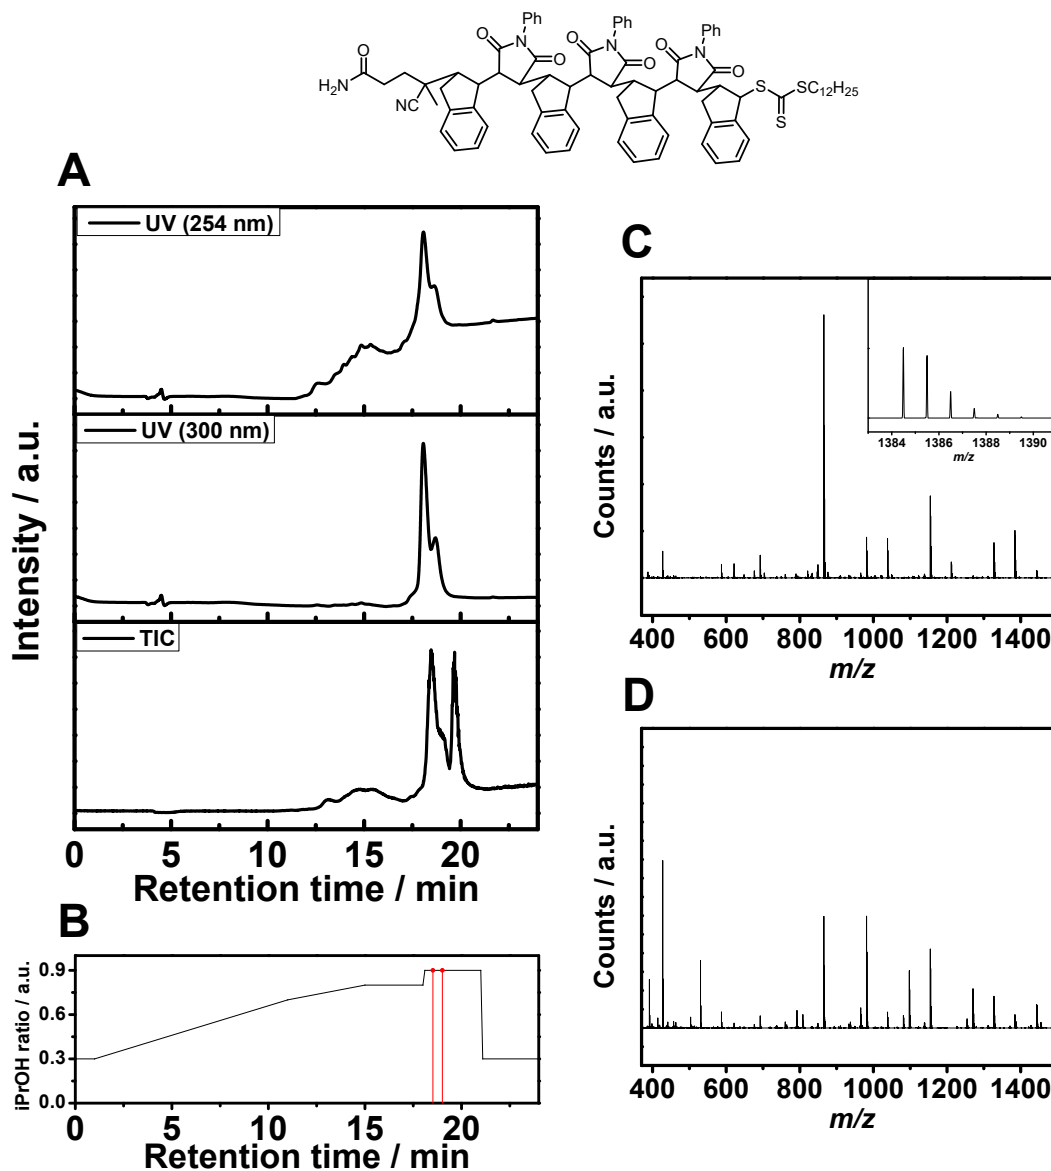 Ph
Ph
Ph
O
N
O
O
N
O
O
N
O
O
H2N
CN
S
SC12H25
S
A
UV (254 nm)
UV (300 nm)
TIC
Intensity / a.u.
0 5 10 15 20
Retention time / min
B
0.9
0.6
0.3
0.0
iPrOH ratio / a.u.
0 5 10 15 20
Retention time / min
C
1384 1386 1388 1390
m/z
Counts / a.u.
400 600 800 1000 1200 1400
m/z
D
Counts / a.u.
400 600 800 1000 1200 1400
m/z